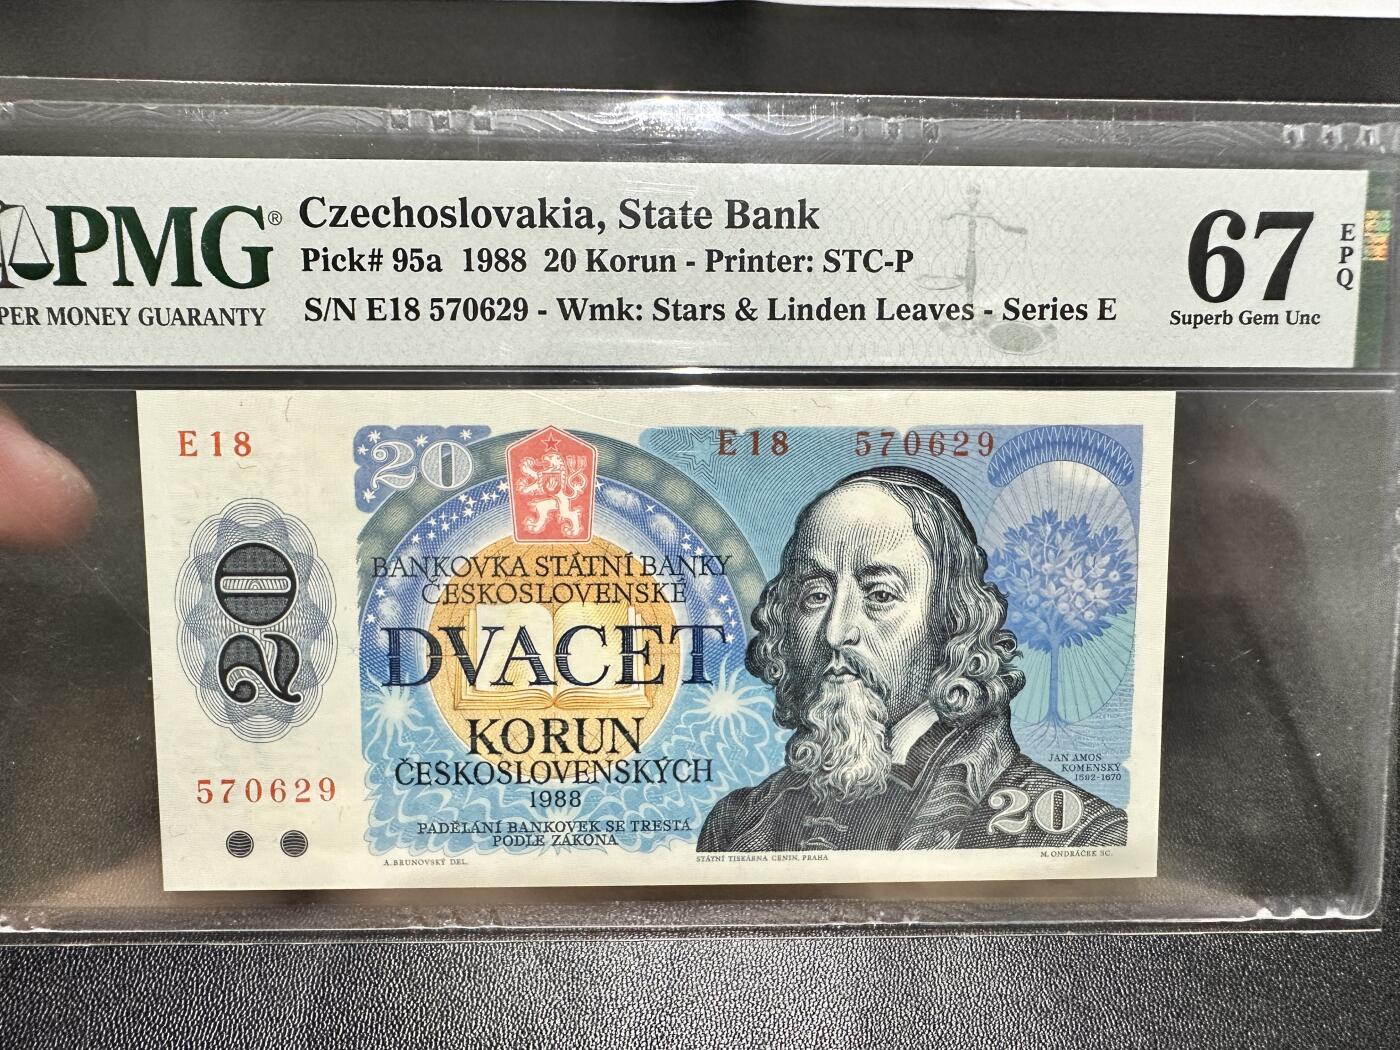 PMG®
PER MONEY GUARANTY
Czechoslovakia, State Bank
Pick# 95a 1988 20 Korun - Printer: STC-P
S/N E18 570629 - Wmk: Stars & Linden Leaves - Series E
67
EPQ
Superb Gem Unc
E 18
20
E 18 570629
20
BANKOVKA STÁTNÍ BANKY
ČESKOSLOVENSKÉ
DVACET
KORUN
ČESKOSLOVENSKÝCH
1988
PADĚLÁNÍ BANKOVEK SE TRESTÁ
PODLE ZÁKONA
570629
JAN AMOS
KOMENSKÝ
1592-1670
20
A. BRUNOVSKÝ DEL.
STÁTNÍ TISKÁRNA CENIN, PRAHA
M. ONDRÁČEK SC.